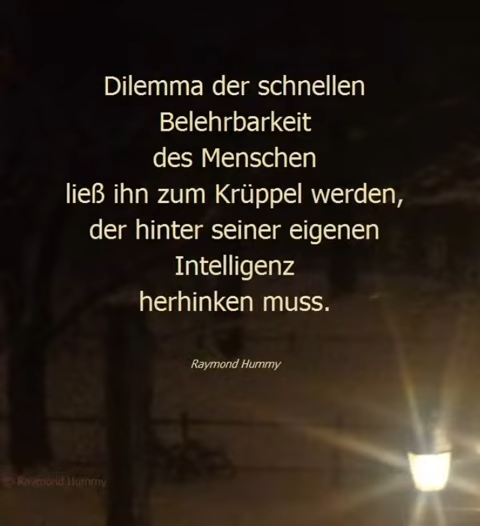 Dilemma der schnellen
Belehrbarkeit
des Menschen
ließ ihn zum Krüppel werden,
der hinter seiner eigenen
Intelligenz
herhinken muss.
Raymond Hummy
© Raymond Hummy